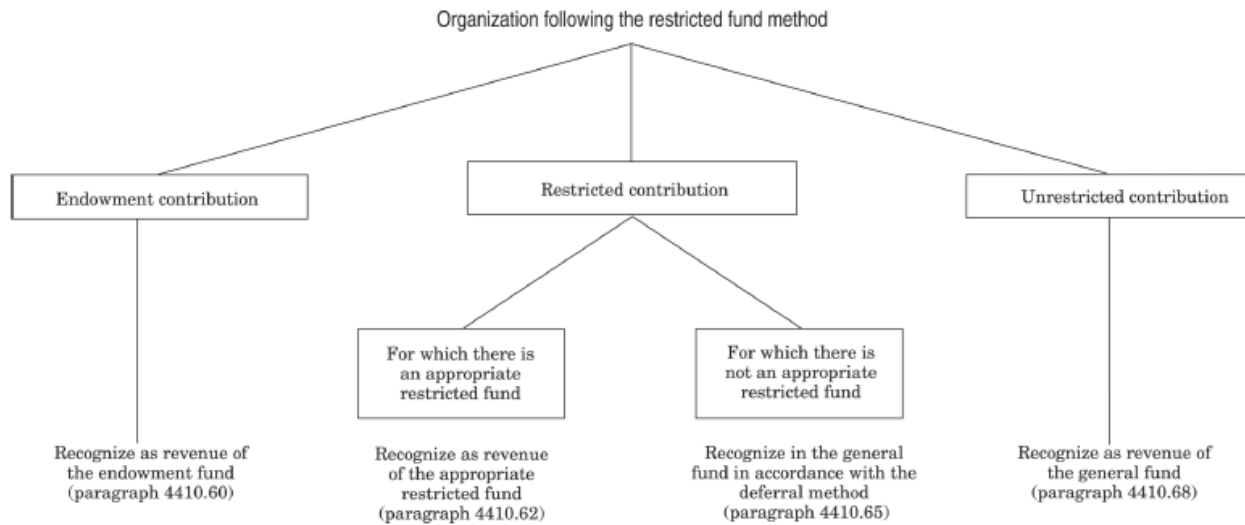 Organization following the restricted fund method
Endowment contribution
Restricted contribution
Unrestricted contribution
For which there is
an appropriate
restricted fund
For which there is
not an appropriate
restricted fund
Recognize as revenue of
the endowment fund
(paragraph 4410.60)
Recognize as revenue
of the appropriate
restricted fund
(paragraph 4410.62)
Recognize in the general
fund in accordance with the
deferral method
(paragraph 4410.65)
Recognize as revenue of
the general fund
(paragraph 4410.68)